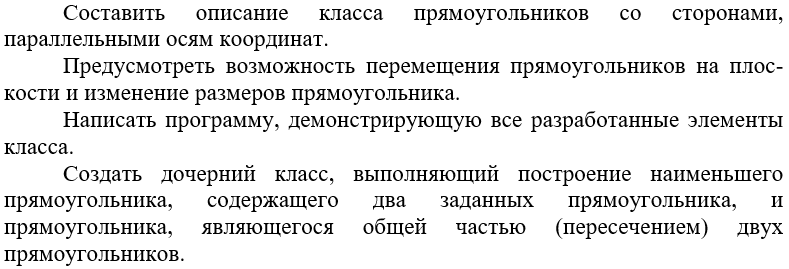 Составить описание класса прямоугольников со сторонами,
параллельными осям координат.
Предусмотреть возможность перемещения прямоугольников на плос-
кости и изменение размеров прямоугольника.
Написать программу, демонстрирующую все разработанные элементы
класса.
Создать дочерний класс, выполняющий построение наименьшего
прямоугольника, содержащего два заданных прямоугольника, и
прямоугольника, являющегося общей частью (пересечением) двух
прямоугольников.